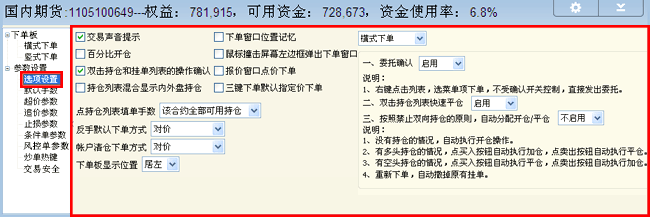 国内期货:1105100649---权益: 781,915, 可用资金: 728,673, 资金使用率: 6.8%
下单板
横式下单
竖式下单
参数设置
选项设置
默认手数
超价参数
追价参数
止损参数
条件单参数
风控单参数
炒单热键
交易安全
交易声音提示
下单窗口位置记忆
百分比开仓
鼠标撞击屏幕左边框弹出下单窗口
双击持仓和挂单列表的操作确认
报价窗口点价下单
持仓列表混合显示内外盘持仓
三键下单默认指定价下单
点持仓列表填单手数 该合约全部可用持仓
反手默认下单方式 对价
帐户清仓下单方式 对价
下单板显示位置 居左
横式下单
一、委托确认 启用
说明:
1、右键点击列表，选菜单项下单，不受确认开关控制，直接发出委托。
二、双击持仓列表快速平仓 启用
三、按照禁止双向持仓的原则，自动分配开仓/平仓 不启用
说明:
1、没有持仓的情况，自动执行开仓操作。
2、有多头持仓的情况，点买入按钮自动执行加仓，点卖出按钮自动执行平仓。
3、有空头持仓的情况，点买入按钮自动执行平仓，点卖出按钮自动执行加仓。
4、重新下单，自动撤掉原有挂单。